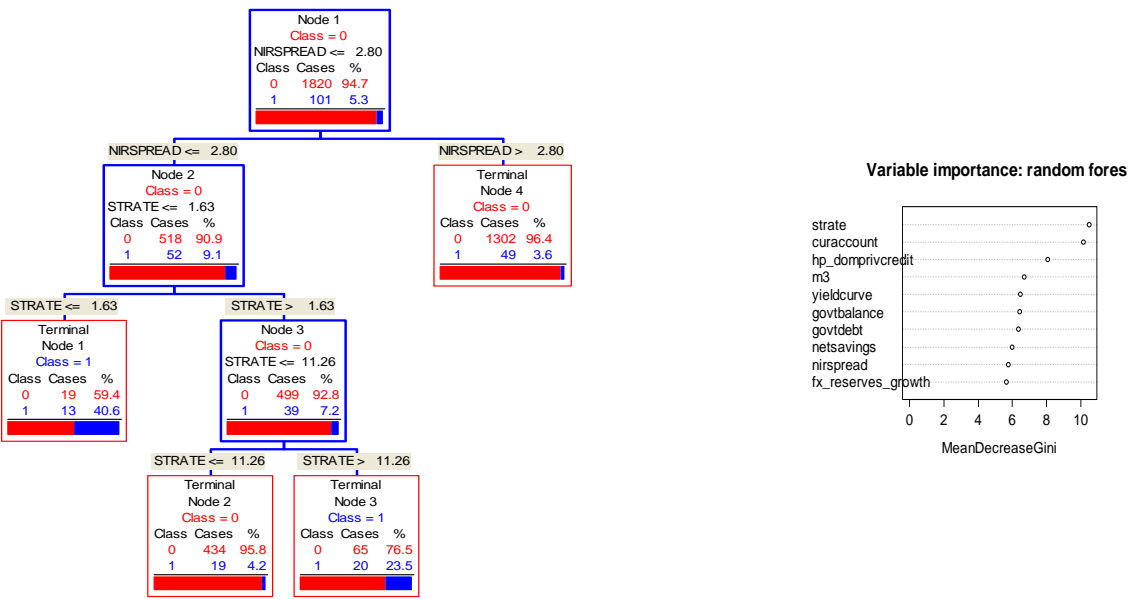 Node 1
Class = 0
NIRSPREAD <= 2.80
Class Cases %
0 1820 94.7
1 101 5.3
NIRSPREAD <= 2.80
NIRSPREAD > 2.80
Node 2
Class = 0
STRATE <= 1.63
Class Cases %
0 518 90.9
1 52 9.1
Terminal
Node 4
Class = 0
Class Cases %
0 1302 96.4
1 49 3.6
STRATE <= 1.63
STRATE > 1.63
Terminal
Node 1
Class = 1
Class Cases %
0 19 59.4
1 13 40.6
Node 3
Class = 0
STRATE <= 11.26
Class Cases %
0 499 92.8
1 39 7.2
STRATE <= 11.26
STRATE > 11.26
Terminal
Node 2
Class = 0
Class Cases %
0 434 95.8
1 19 4.2
Terminal
Node 3
Class = 1
Class Cases %
0 65 76.5
1 20 23.5
Variable importance: random fores
strate
curaccount
hp_domprivcredit
m3
yieldcurve
govtbalance
govtdebt
netsavings
nirspread
fx_reserves_growth
0 2 4 6 8 10
MeanDecreaseGini